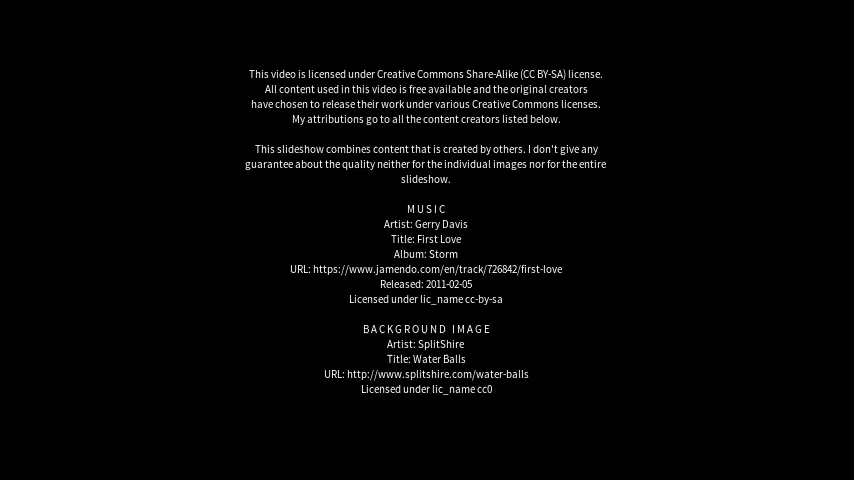 This video is licensed under Creative Commons Share-Alike (CC BY-SA) license.
All content used in this video is free available and the original creators
have chosen to release their work under various Creative Commons licenses.
My attributions go to all the content creators listed below.
This slideshow combines content that is created by others. I don't give any
guarantee about the quality neither for the individual images nor for the entire
slideshow.
MUSIC
Artist: Gerry Davis
Title: First Love
Album: Storm
URL: https://www.jamendo.com/en/track/726842/first-love
Released: 2011-02-05
Licensed under lic_name cc-by-sa
BACKGROUND IMAGE
Artist: SplitShire
Title: Water Balls
URL: http://www.splitshire.com/water-balls
Licensed under lic_name cc0